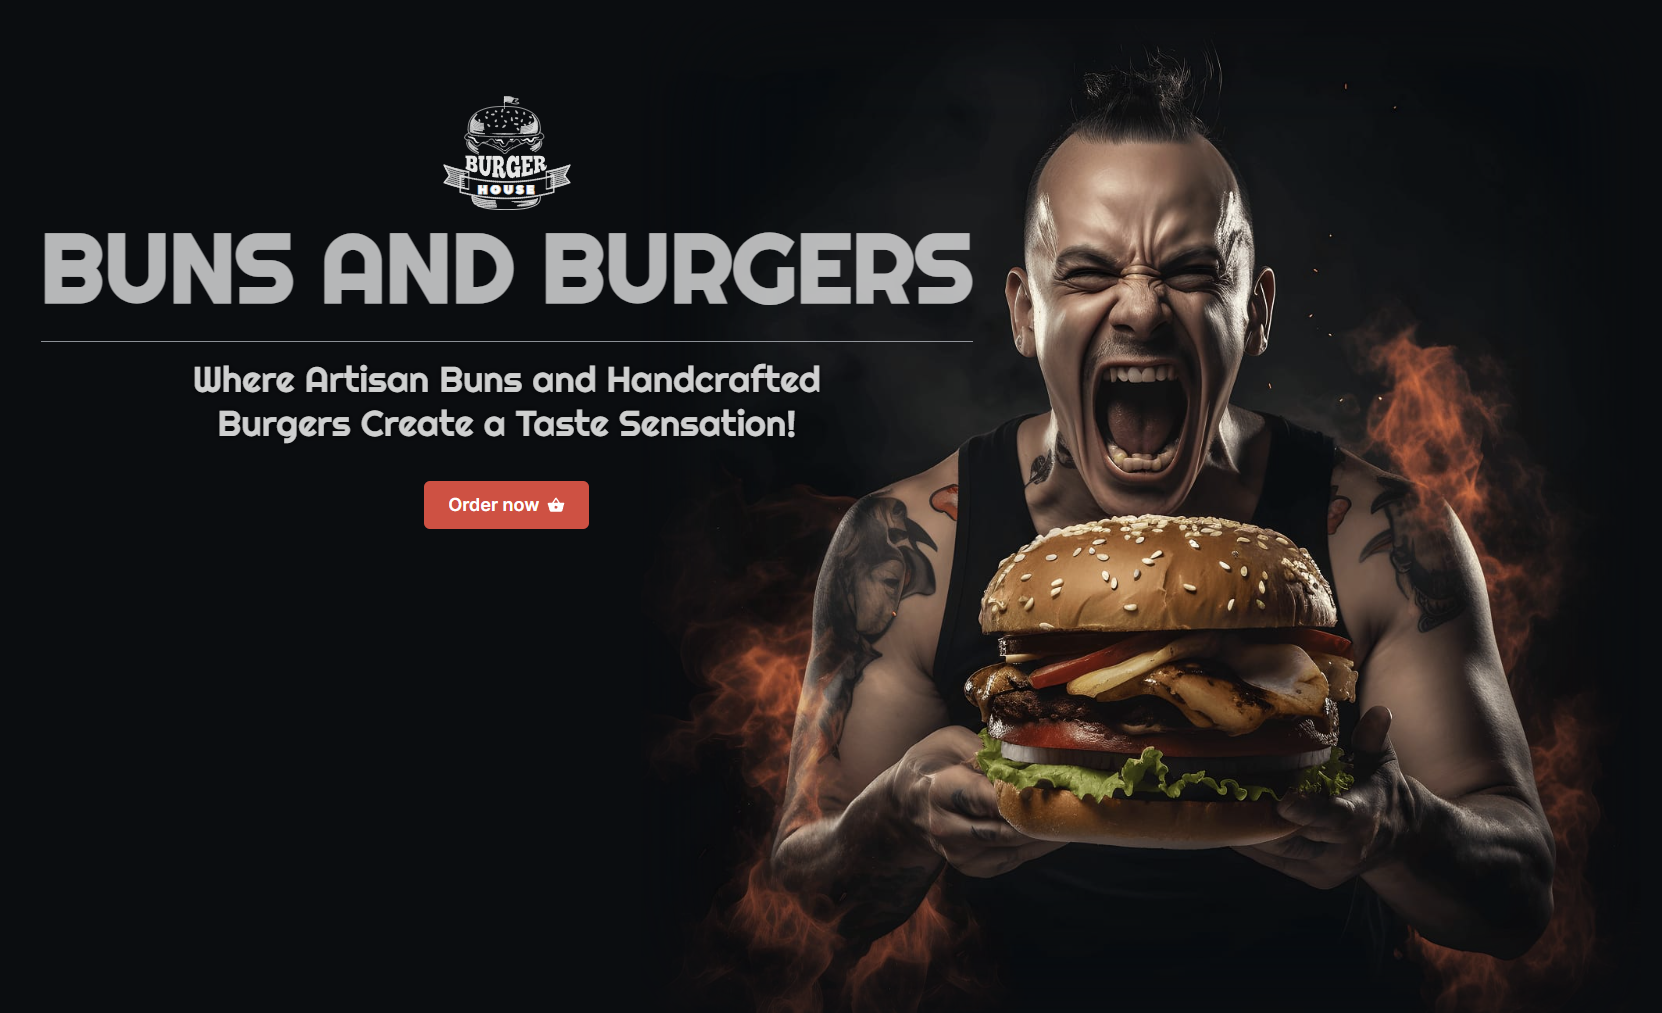 BURGER
HOUSE
BUNS AND BURGERS
Where Artisan Buns and Handcrafted
Burgers Create a Taste Sensation!
Order now